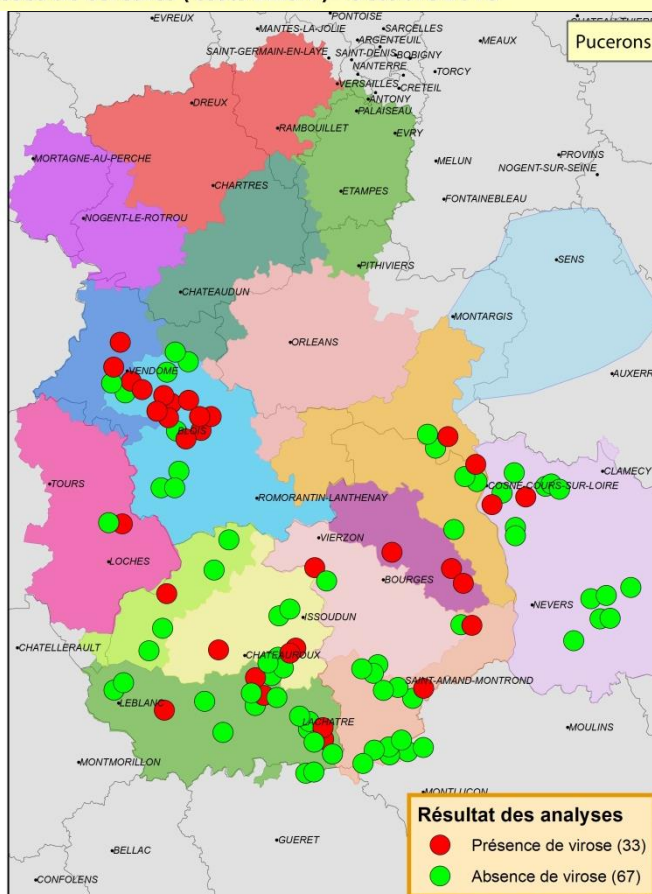 Pucerons
EVREUX
PONTOISE
MANTES-LA-JOLIE
SARCELLES
ARGENTEUIL
MEAUX
SAINT-GERMAIN-EN-LAYE
SAINT-DENIS
BOBIGNY
NANTERRE
TORCY
VERSAILLES
CRETEIL
ANTONY
DREUX
PALAISEAU
RAMBOUILLET
EVRY
MORTAGNE-AU-PERCHE
MELUN
PROVINS
NOGENT-SUR-SEINE
CHARTRES
ETAMPES
FONTAINEBLEAU
NOGENT-LE-ROTROU
PITHIVIERS
SENS
CHATEAUDUN
MONTARGIS
ORLEANS
VENDOME
AUXERR
BLOIS
CLAMECY
TOURS
COSNE-COURS-SUR-LOIRE
ROMORANTIN-LANTHENAY
VIERZON
LOCHES
BOURGES
NEVERS
ISSOUDUN
CHATELLERAULT
CHATEAUROUX
SAINT-AMAND-MONTROND
LEBLANC
LACHATRE
MOULINS
MONTMORILLON
MONTLUCON
GUERET
BELLAC
CONFOLENS
Résultat des analyses
Présence de virose (33)
Absence de virose (67)